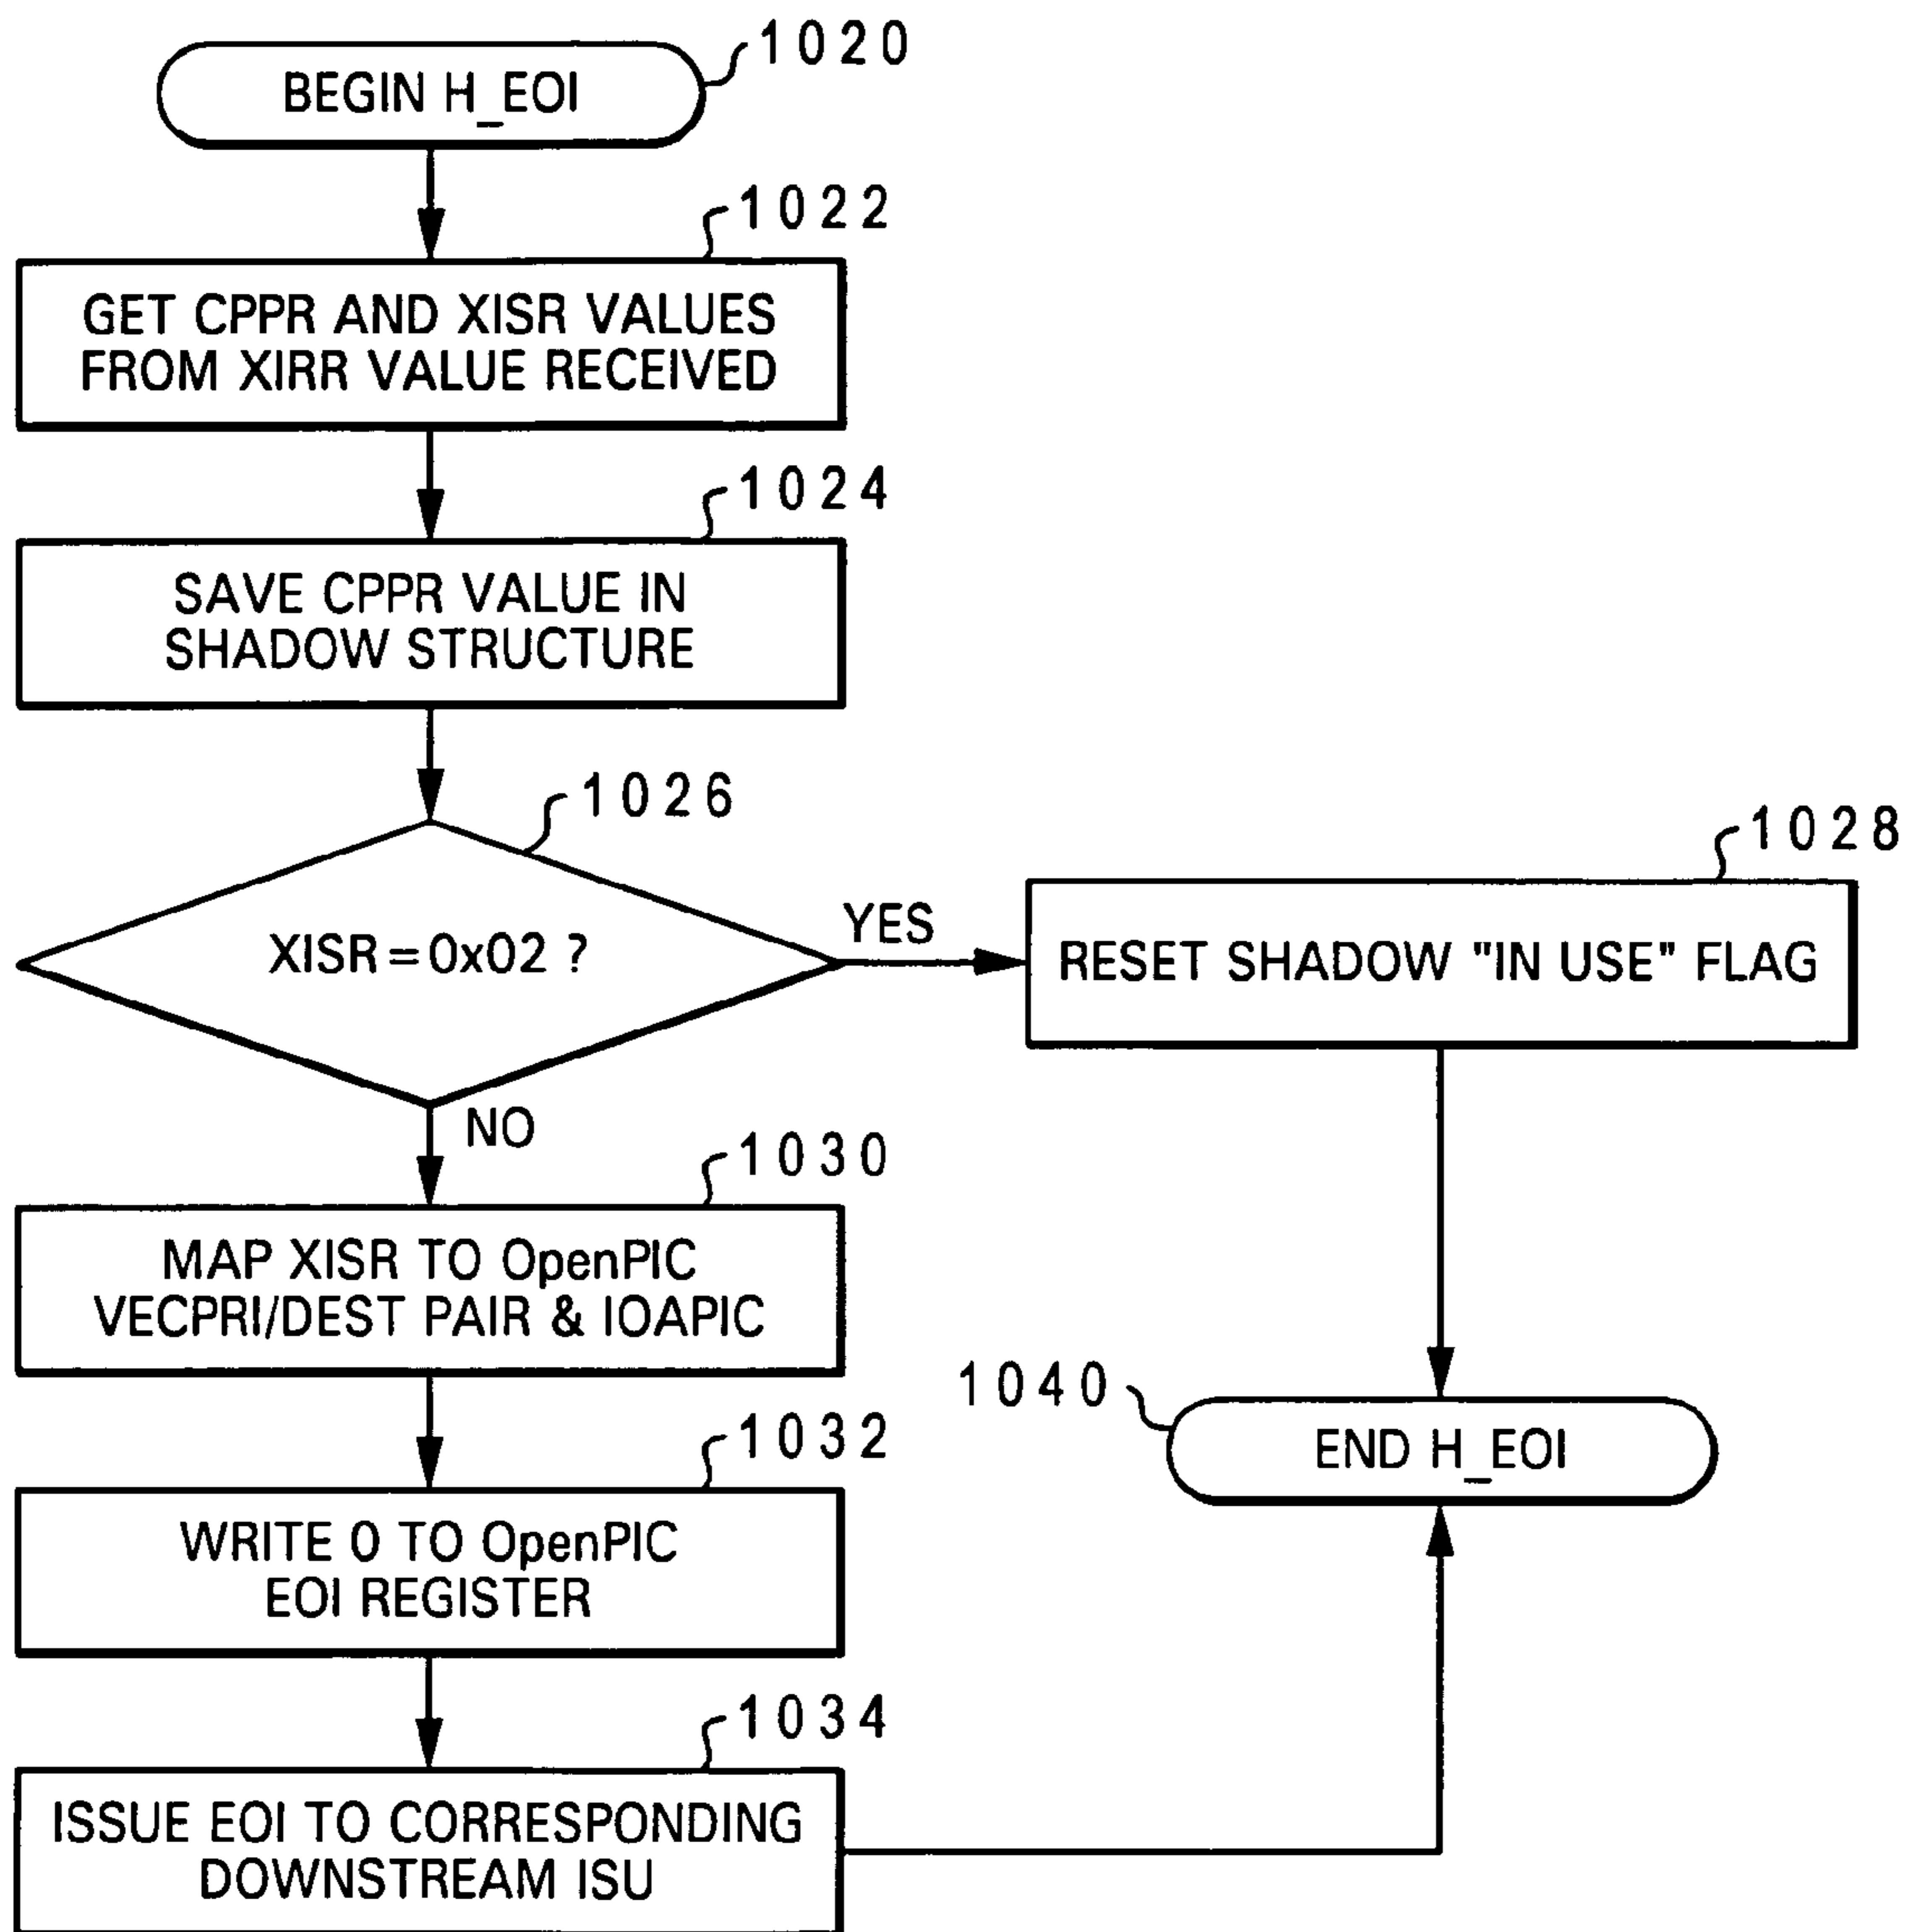 1020
BEGIN H_EOI
1022
GET CPPR AND XISR VALUES
FROM XIRR VALUE RECEIVED
1024
SAVE CPPR VALUE IN
SHADOW STRUCTURE
1026
XISR=0x02 ?
YES
1028
RESET SHADOW "IN USE" FLAG
NO
1030
MAP XISR TO OpenPIC
VECPRI/DEST PAIR & IOAPIC
1032
WRITE 0 TO OpenPIC
EOI REGISTER
1034
ISSUE EOI TO CORRESPONDING
DOWNSTREAM ISU
1040
END H_EOI